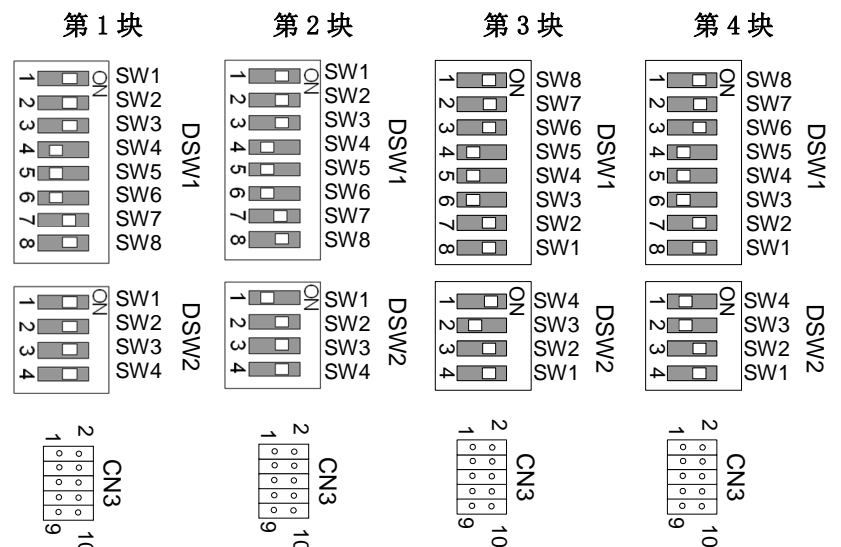 第1块
第2块
第3块
第4块
1 ON SW1
2 SW2
3 SW3
4 SW4
5 SW5
6 SW6
7 SW7
8 SW8
DSW1
1 ON SW1
2 SW2
3 SW3
4 SW4
5 SW5
6 SW6
7 SW7
8 SW8
DSW1
1 ON SW8
2 SW7
3 SW6
4 SW5
5 SW4
6 SW3
7 SW2
8 SW1
DSW1
1 ON SW8
2 SW7
3 SW6
4 SW5
5 SW4
6 SW3
7 SW2
8 SW1
DSW1
1 ON SW1
2 SW2
3 SW3
4 SW4
DSW2
1 ON SW1
2 SW2
3 SW3
4 SW4
DSW2
1 ON SW4
2 SW3
3 SW2
4 SW1
DSW2
1 ON SW4
2 SW3
3 SW2
4 SW1
DSW2
1 2
CN3
9 10
1 2
CN3
9 10
1 2
CN3
9 10
1 2
CN3
9 10